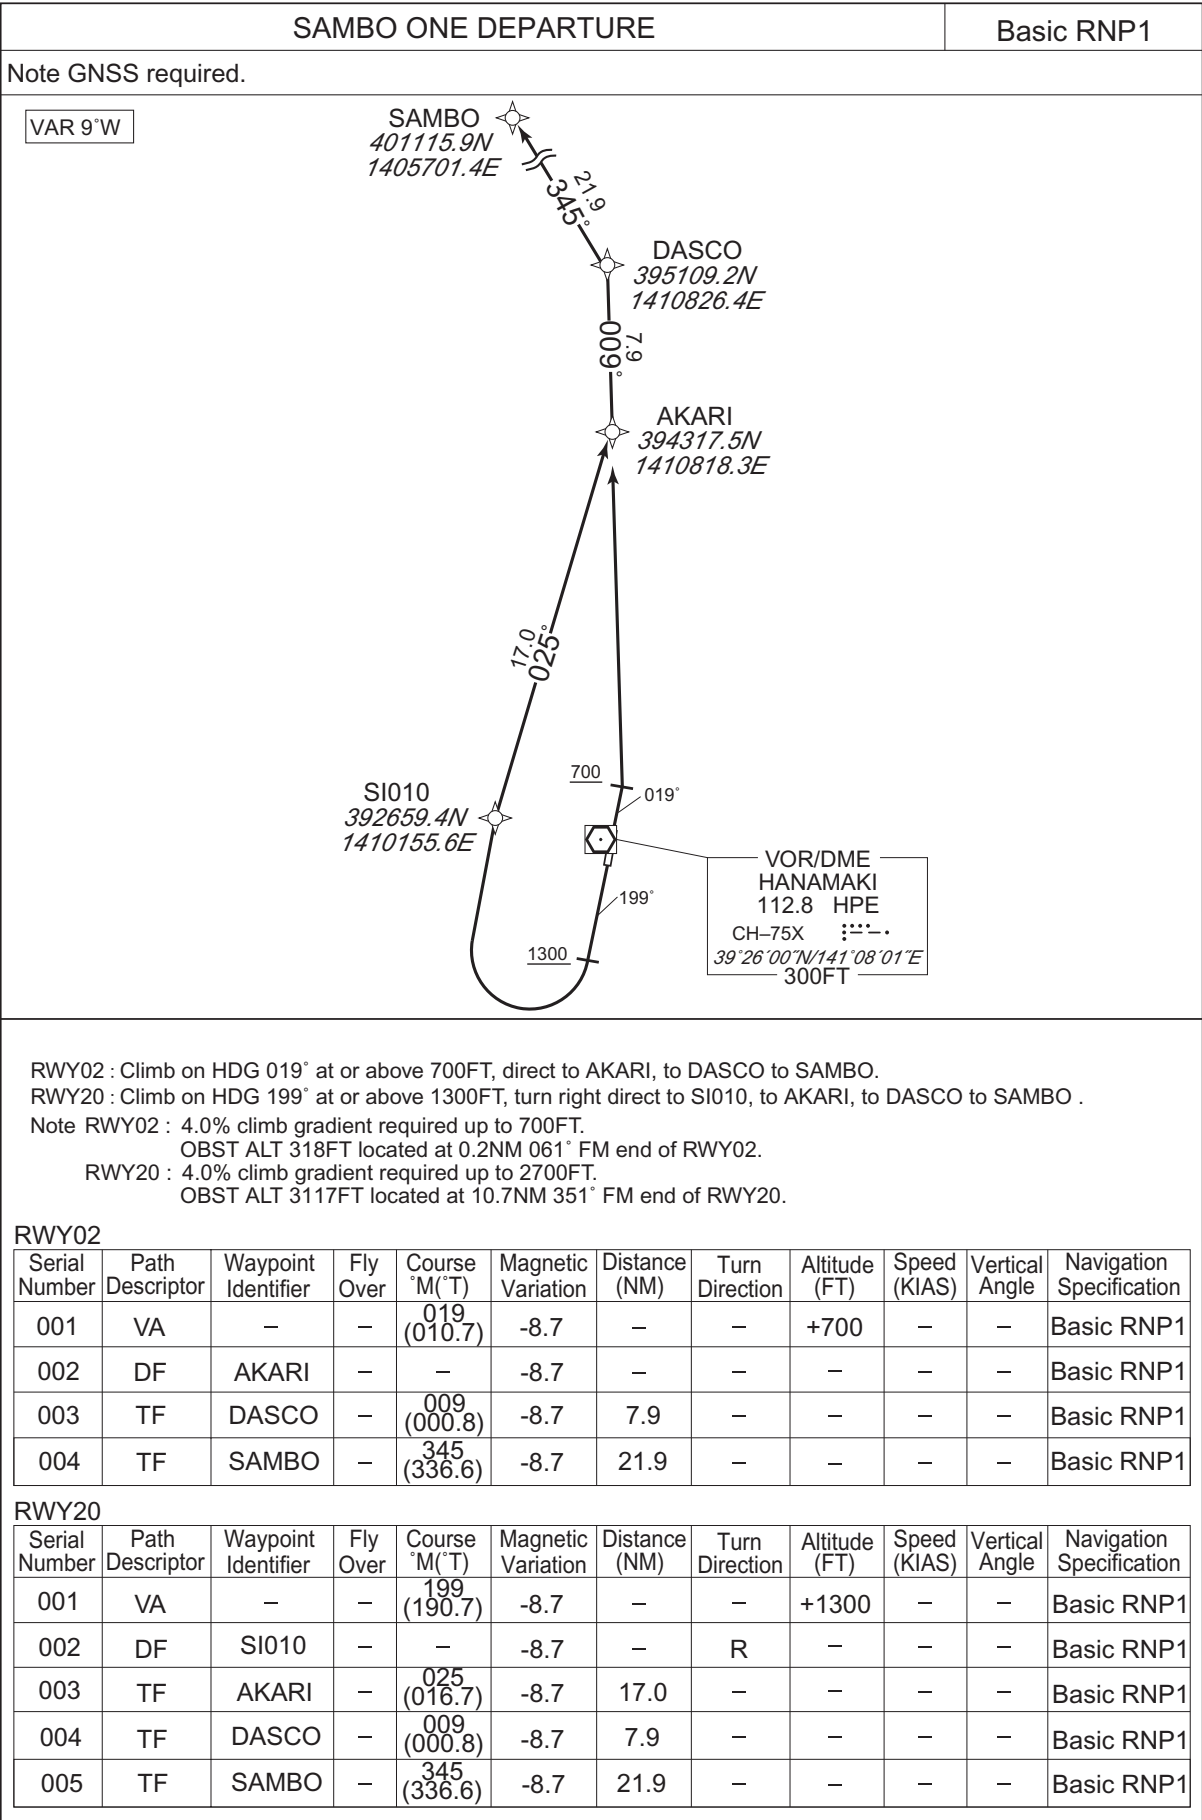 SAMBO ONE DEPARTURE
Basic RNP1
Note GNSS required.
VAR 9˚W
SAMBO
401115.9N
1405701.4E
21.9
345˚
DASCO
395109.2N
1410826.4E
7.9
009˚
AKARI
394317.5N
1410818.3E
17.0
025˚
700
019˚
SI010
392659.4N
1410155.6E
VOR/DME
HANAMAKI
112.8 HPE
CH–75X
39˚26´00˝N/141˚08´01˝E
300FT
199˚
1300
RWY02 : Climb on HDG 019˚ at or above 700FT, direct to AKARI, to DASCO to SAMBO.
RWY20 : Climb on HDG 199˚ at or above 1300FT, turn right direct to SI010, to AKARI, to DASCO to SAMBO .
Note RWY02 : 4.0% climb gradient required up to 700FT.
OBST ALT 318FT located at 0.2NM 061˚ FM end of RWY02.
RWY20 : 4.0% climb gradient required up to 2700FT.
OBST ALT 3117FT located at 10.7NM 351˚ FM end of RWY20.
RWY02
Serial Number Path Descriptor Waypoint Identifier Fly Over Course ˚M(˚T) Magnetic Variation Distance (NM) Turn Direction Altitude (FT) Speed (KIAS) Vertical Angle Navigation Specification
001 VA – – 019 (010.7) -8.7 – – +700 – – Basic RNP1
002 DF AKARI – – -8.7 – – – – – Basic RNP1
003 TF DASCO – 009 (000.8) -8.7 7.9 – – – – Basic RNP1
004 TF SAMBO – 345 (336.6) -8.7 21.9 – – – – Basic RNP1
RWY20
Serial Number Path Descriptor Waypoint Identifier Fly Over Course ˚M(˚T) Magnetic Variation Distance (NM) Turn Direction Altitude (FT) Speed (KIAS) Vertical Angle Navigation Specification
001 VA – – 199 (190.7) -8.7 – – +1300 – – Basic RNP1
002 DF SI010 – – -8.7 – R – – – Basic RNP1
003 TF AKARI – 025 (016.7) -8.7 17.0 – – – – Basic RNP1
004 TF DASCO – 009 (000.8) -8.7 7.9 – – – – Basic RNP1
005 TF SAMBO – 345 (336.6) -8.7 21.9 – – – – Basic RNP1